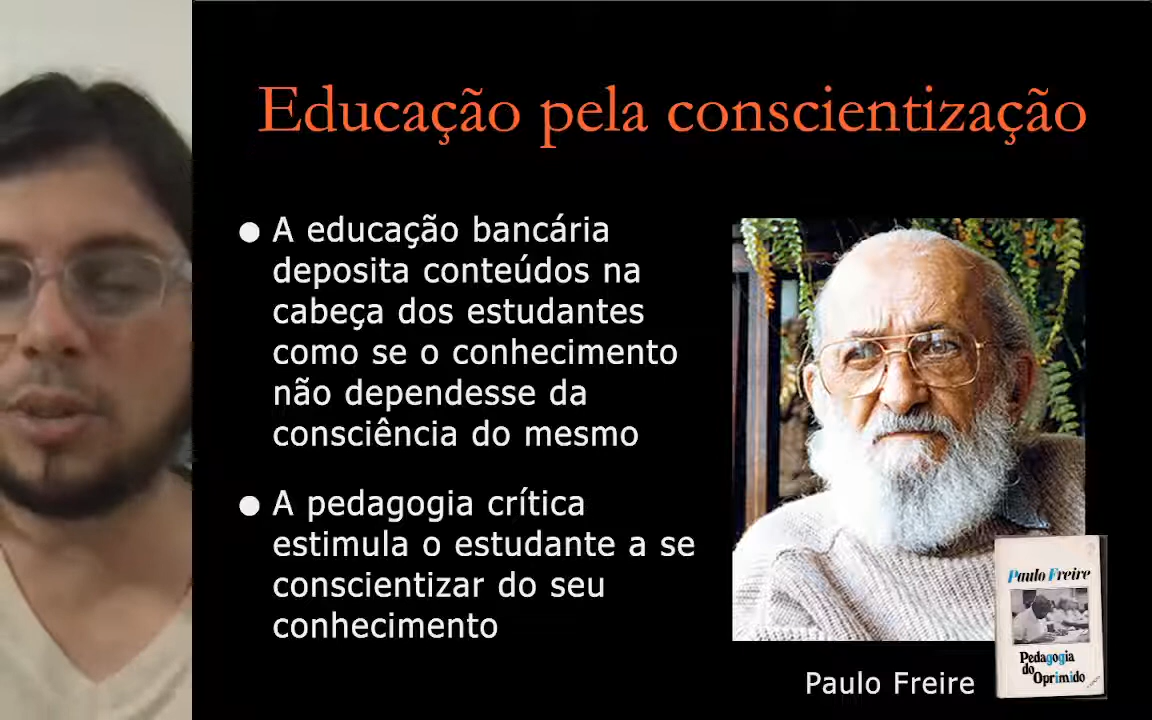 Educação pela conscientização
● A educação bancária
deposita conteúdos na
cabeça dos estudantes
como se o conhecimento
não dependesse da
consciência do mesmo
● A pedagogia crítica
estimula o estudante a se
conscientizar do seu
conhecimento
Paulo Freire
Pedagogia
do
Oprimido
Paulo Freire